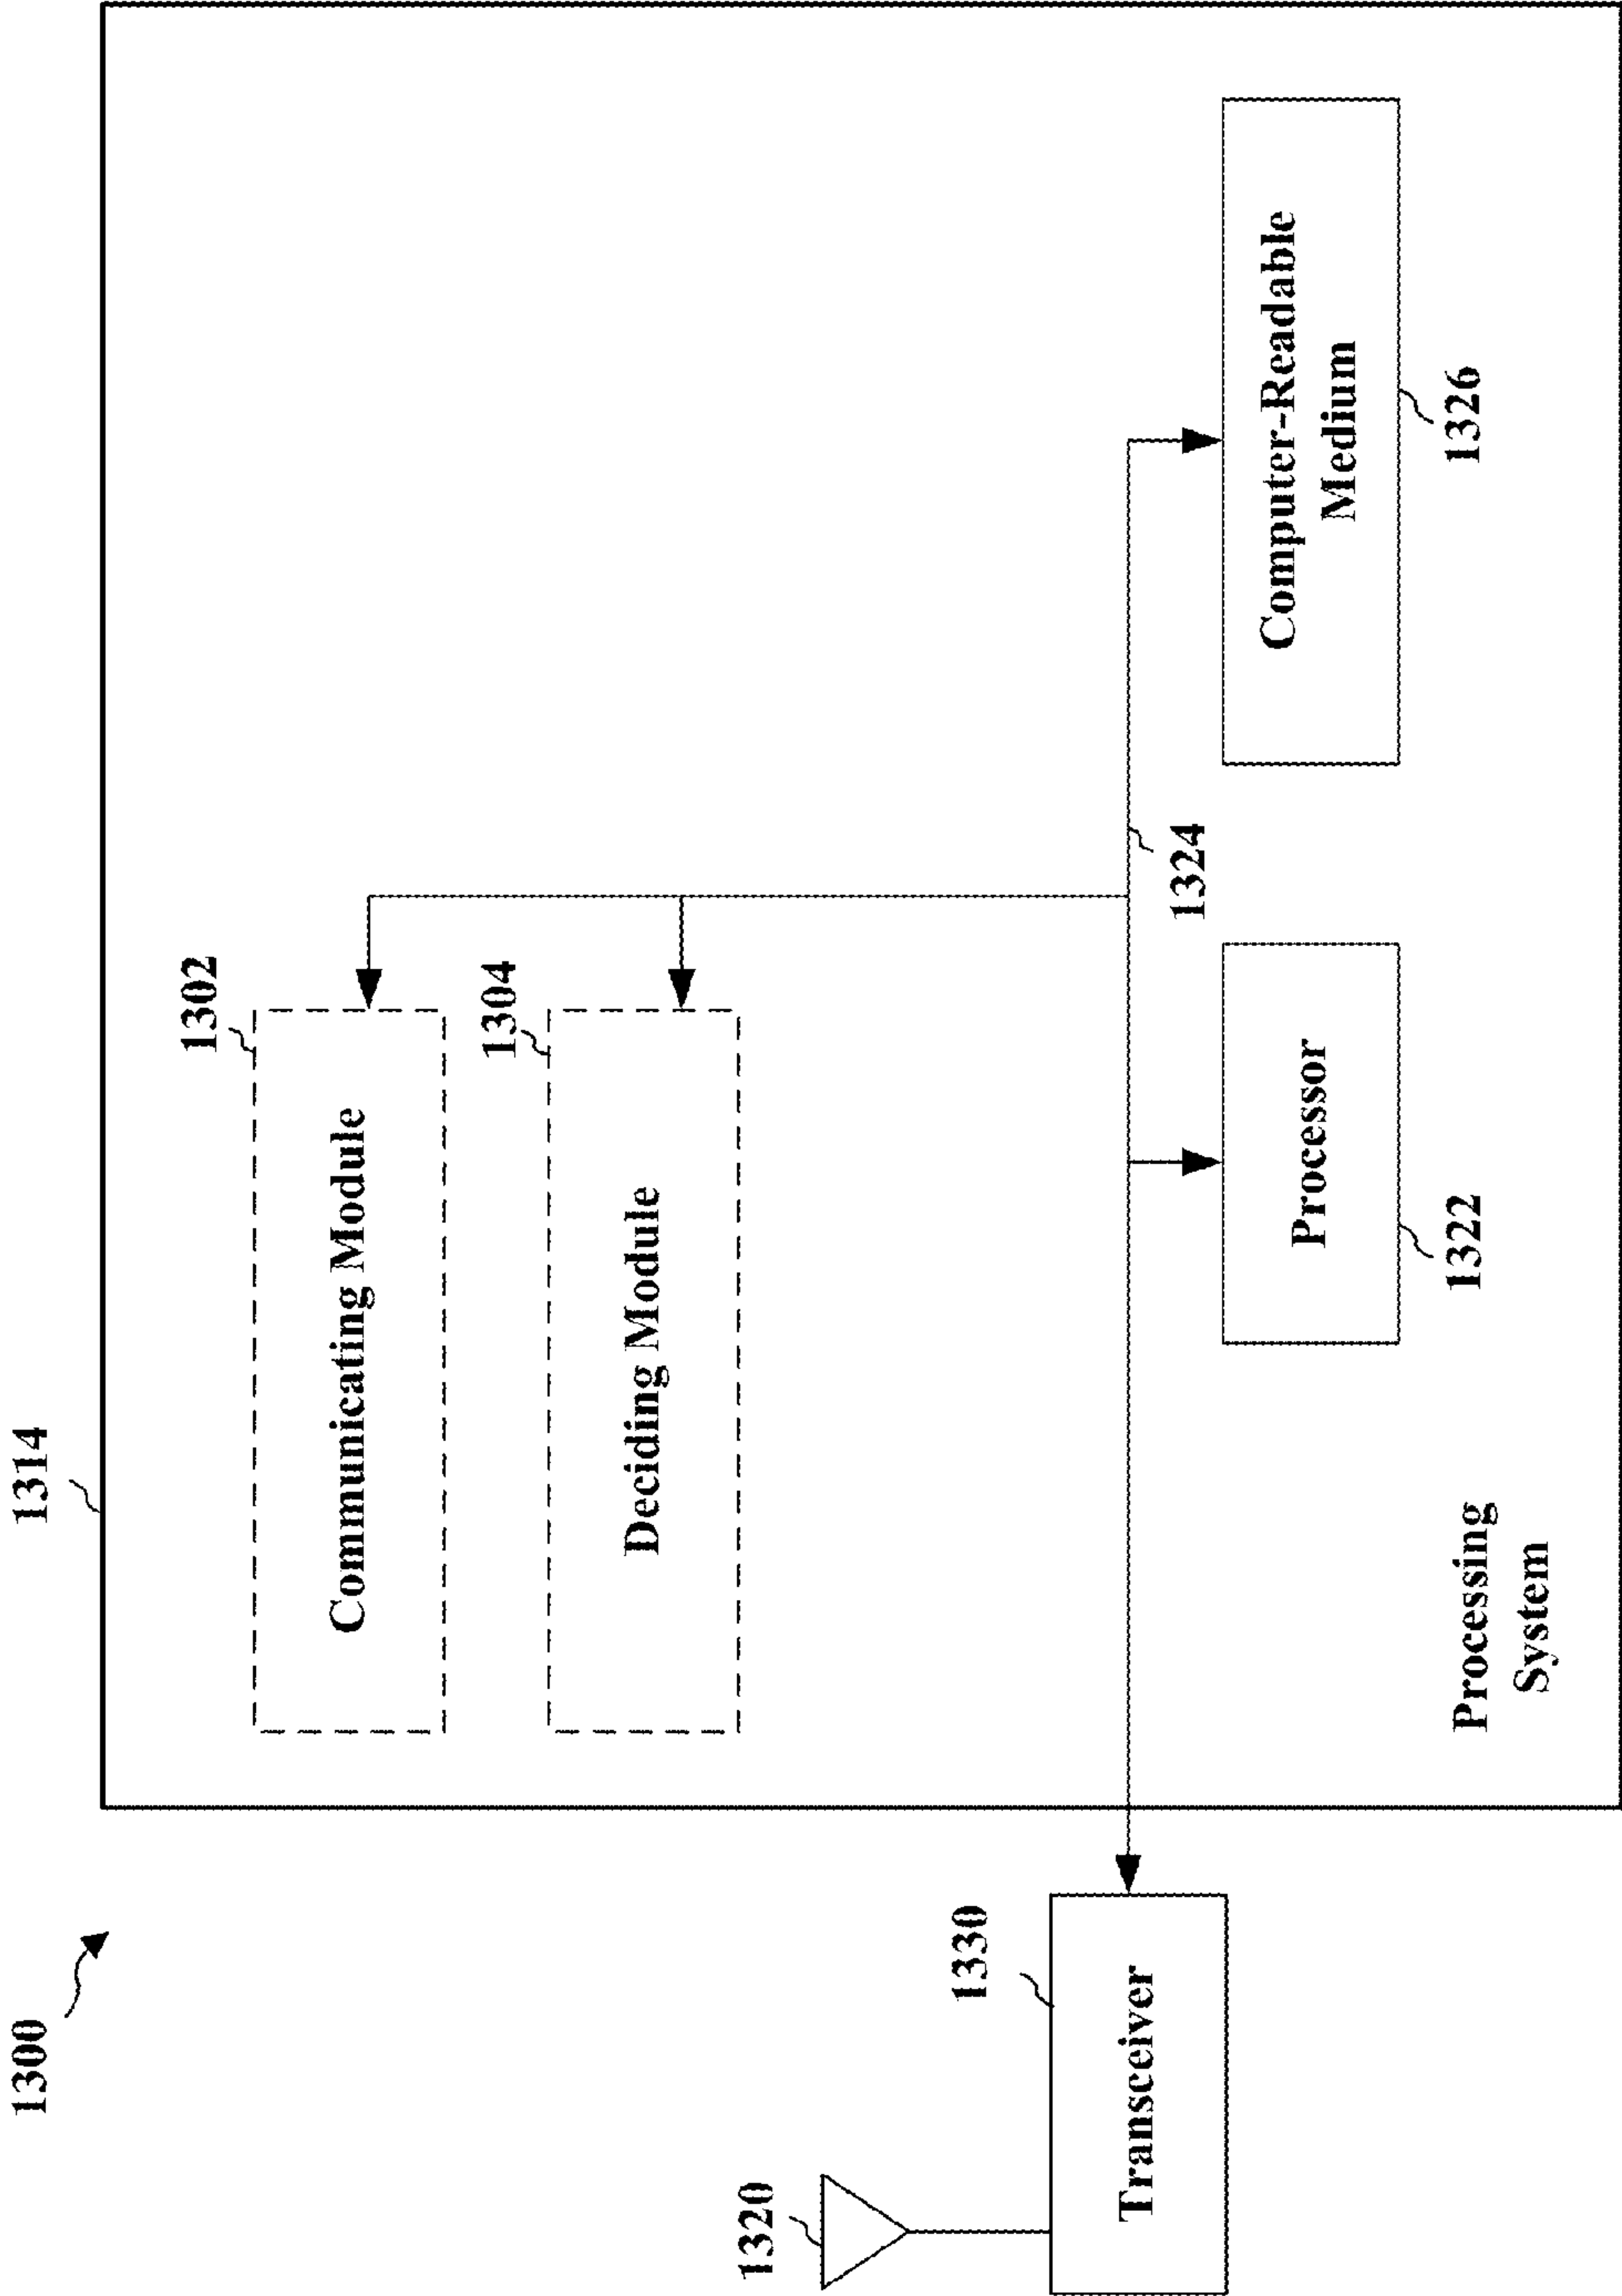 1300
1314
1302
Communicating Module
1304
Deciding Module
1320
1330
Transceiver
1324
Processor
1322
Computer-Readable
Medium
1326
Processing
System